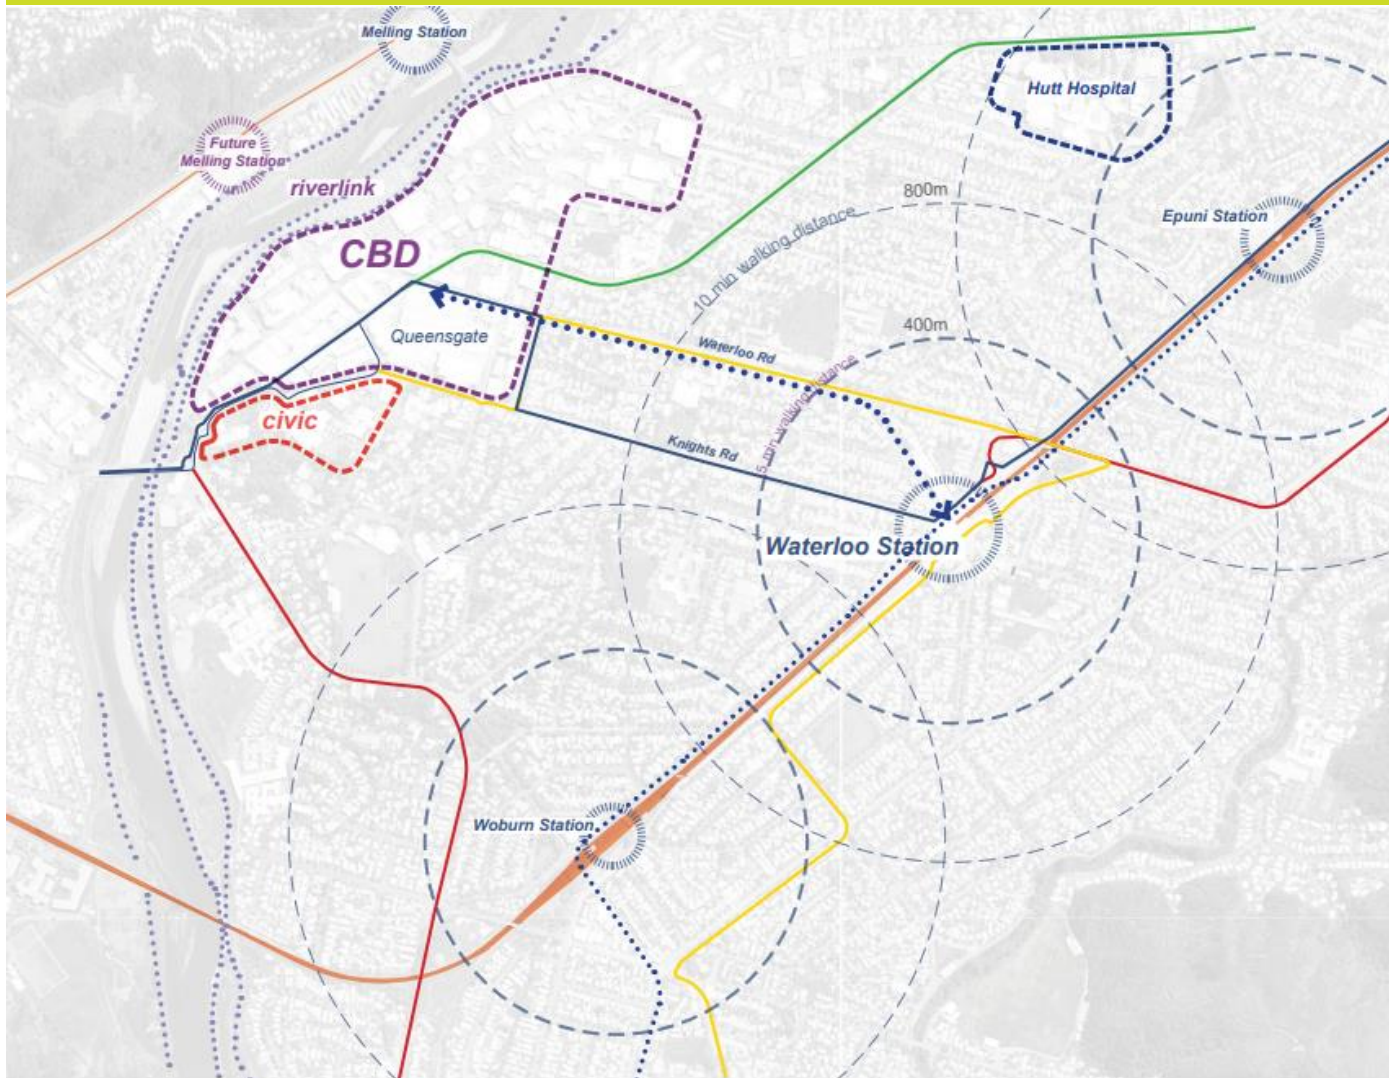 Melling Station
Hutt Hospital
Future
Melling Station
riverlink
800m
Epuni Station
10 min walking distance
CBD
400m
Queensgate
Waterloo Rd
5 min walking distance
civic
Knights Rd
Waterloo Station
Woburn Station